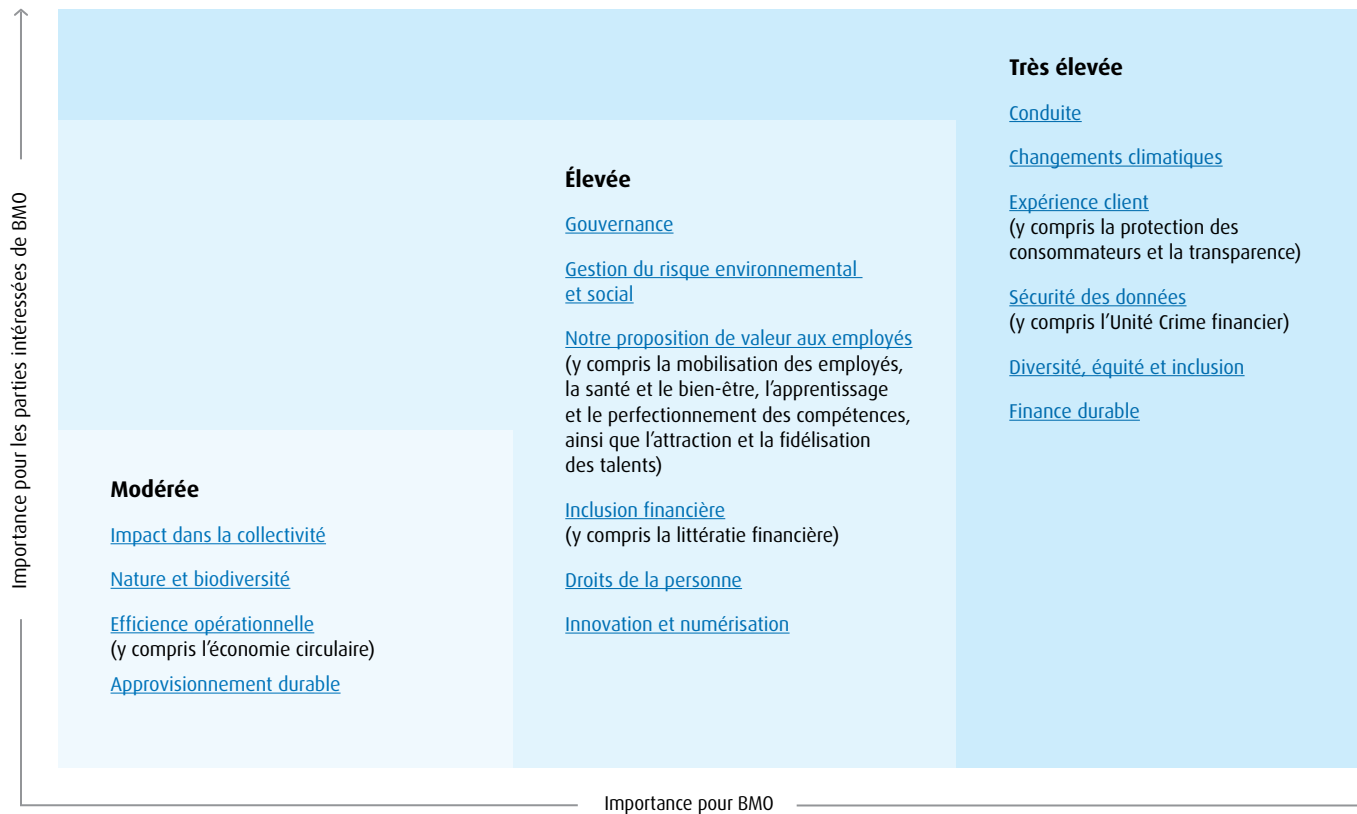 Importance pour les parties intéressées de BMO
Très élevée
Conduite
Changements climatiques
Expérience client
(y compris la protection des
consommateurs et la transparence)
Sécurité des données
(y compris l’Unité Crime financier)
Diversité, équité et inclusion
Finance durable
Élevée
Gouvernance
Gestion du risque environnemental
et social
Notre proposition de valeur aux employés
(y compris la mobilisation des employés,
la santé et le bien-être, l’apprentissage
et le perfectionnement des compétences,
ainsi que l’attraction et la fidélisation
des talents)
Inclusion financière
(y compris la littératie financière)
Droits de la personne
Innovation et numérisation
Modérée
Impact dans la collectivité
Nature et biodiversité
Efficience opérationnelle
(y compris l’économie circulaire)
Approvisionnement durable
Importance pour BMO